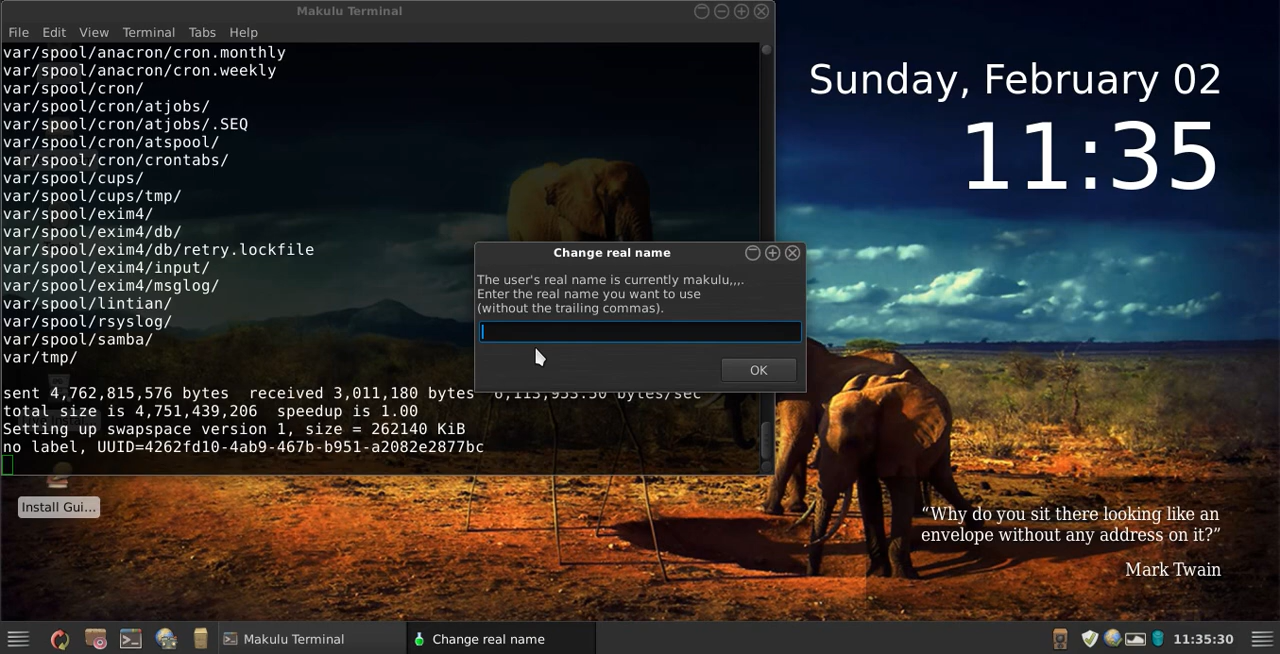 Makulu Terminal
File Edit View Terminal Tabs Help
var/spool/anacron/cron.monthly
var/spool/anacron/cron.weekly
var/spool/cron/
var/spool/cron/atjobs/
var/spool/cron/atjobs/.SEQ
var/spool/cron/atspool/
var/spool/cron/crontabs/
var/spool/cups/
var/spool/cups/tmp/
var/spool/exim4/
var/spool/exim4/db/
var/spool/exim4/db/retry.lockfile
var/spool/exim4/input/
var/spool/exim4/msglog/
var/spool/lintian/
var/spool/rsyslog/
var/spool/samba/
var/tmp/
sent 4,762,815,576 bytes  received 3,011,180 bytes  6,113,953.50 bytes/sec
total size is 4,751,439,206  speedup is 1.00
Setting up swapspace version 1, size = 262140 KiB
no label, UUID=4262fd10-4ab9-467b-b951-a2082e2877bc
Change real name
The user's real name is currently makulu,,,.
Enter the real name you want to use
(without the trailing commas).
OK
Sunday, February 02
11:35
Install Gui...
“Why do you sit there looking like an
envelope without any address on it?”
Mark Twain
Makulu Terminal
Change real name
11:35:30